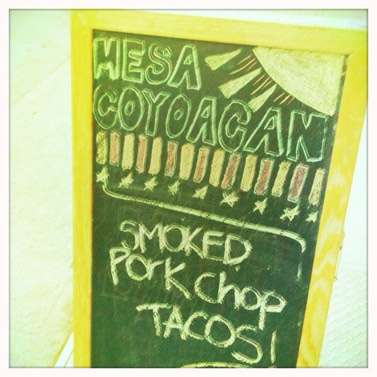 MESA
COYOACAN
SMOKED
Pork chop
TACOS!